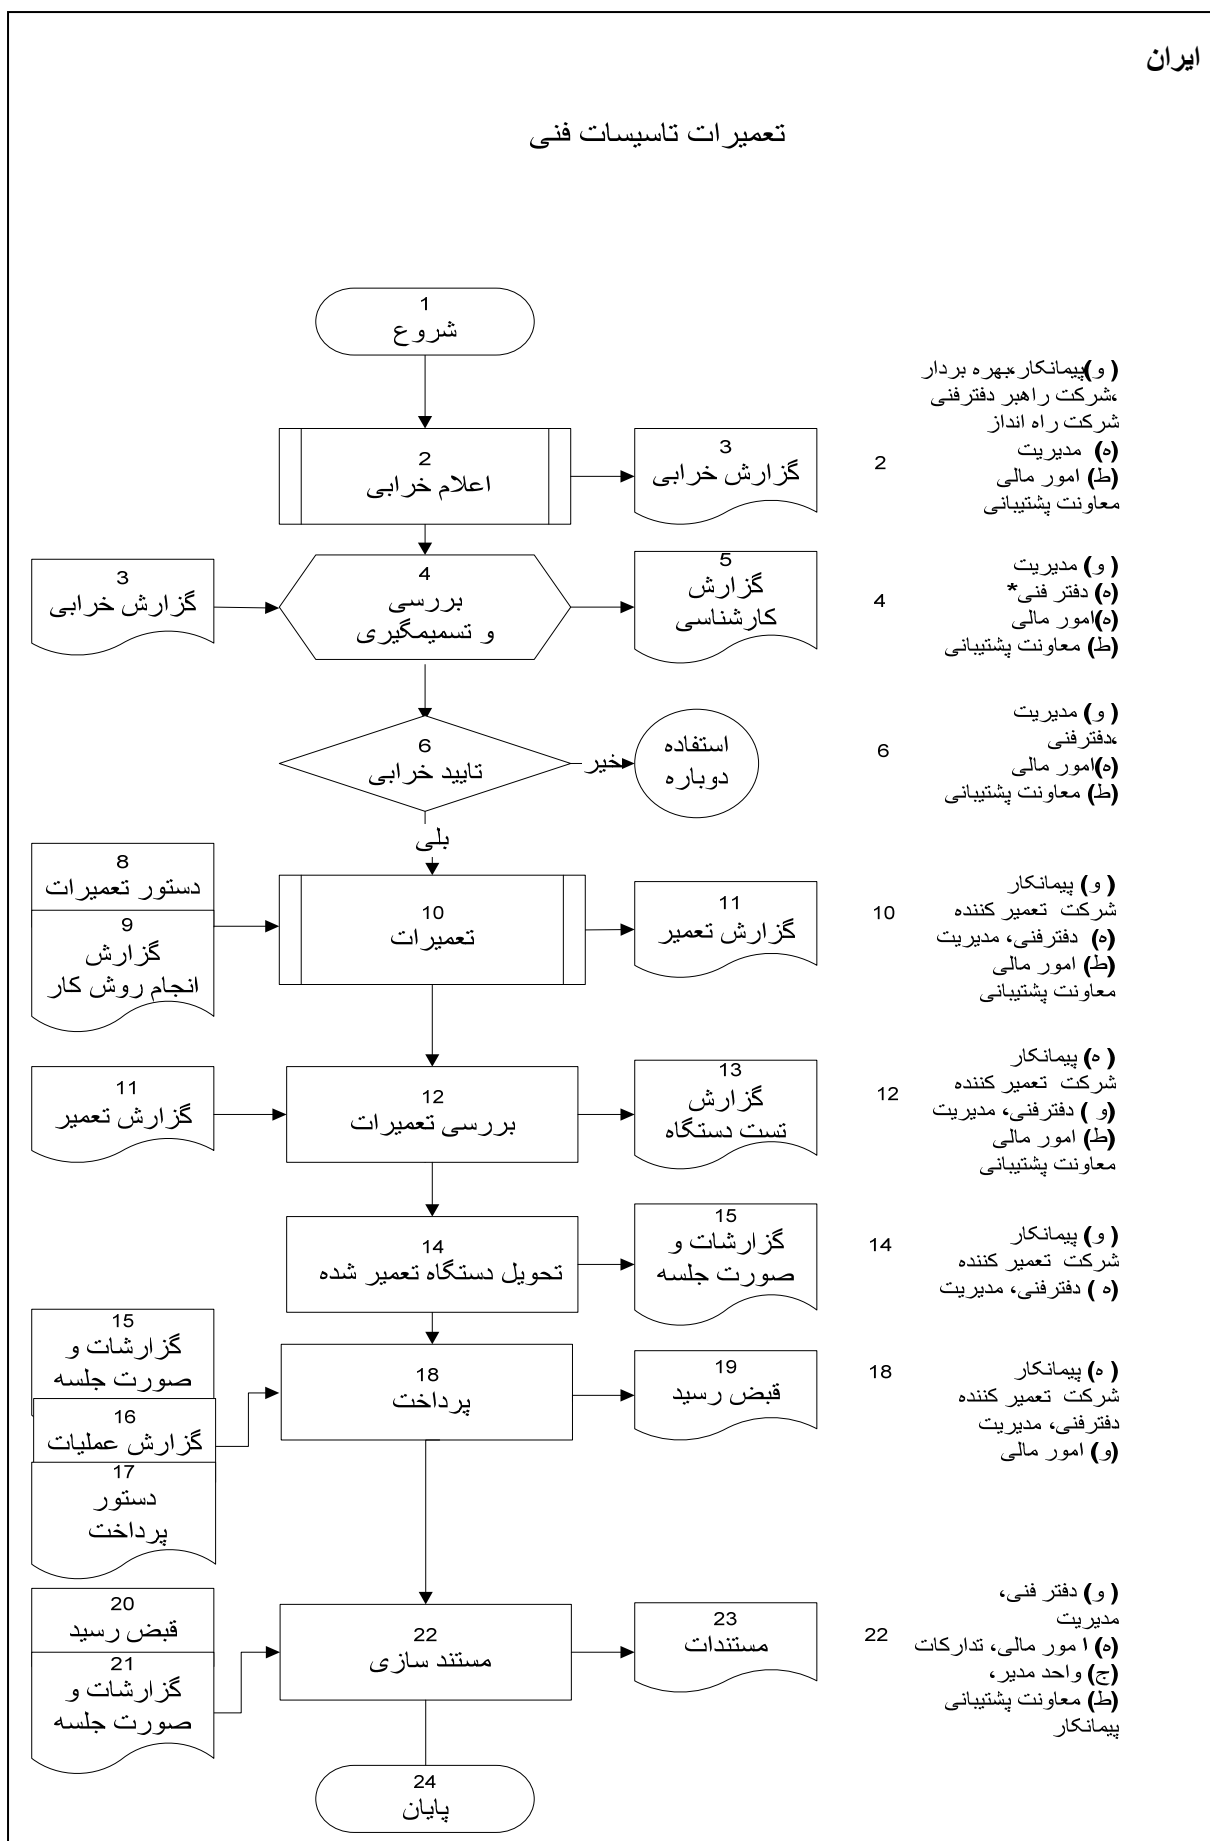 ایران
تعمیرات تاسیسات فنی
1
شروع
2
اعلام خرابی
3
گزارش خرابی
2
( و)پیمانکار،بهره بردار
،شرکت راهبر دفترفنی
شرکت راه انداز
(ه) مدیریت
(ط) امور مالی
معاونت پشتیبانی
3
گزارش خرابی
4
بررسی
و تسمیمگیری
5
گزارش
کارشناسی
4
( و) مدیریت
(ه) دفتر فنی*
(ه)امور مالی
(ط) معاونت پشتیبانی
6
تایید خرابی
خیر
استفاده
دوباره
بلی
6
( و) مدیریت
،دفترفنی
(ه)امور مالی
(ط) معاونت پشتیبانی
8
دستور تعمیرات
9
گزارش
انجام روش کار
10
تعمیرات
11
گزارش تعمیر
10
( و) پیمانکار
شرکت تعمیر کننده
(ه) دفترفنی، مدیریت
(ط) امور مالی
معاونت پشتیبانی
11
گزارش تعمیر
12
بررسی تعمیرات
13
گزارش
تست دستگاه
12
( ه) پیمانکار
شرکت تعمیر کننده
(و ) دفترفنی، مدیریت
(ط) امور مالی
معاونت پشتیبانی
14
تحویل دستگاه تعمیر شده
15
گزارشات و
صورت جلسه
14
( و) پیمانکار
شرکت تعمیر کننده
(ه ) دفترفنی، مدیریت
15
گزارشات و
صورت جلسه
16
گزارش عملیات
17
دستور
پرداخت
18
پرداخت
19
قبض رسید
18
( ه) پیمانکار
شرکت تعمیر کننده
دفترفنی، مدیریت
(و) امور مالی
20
قبض رسید
21
گزارشات و
صورت جلسه
22
مستند سازی
23
مستندات
22
( و) دفتر فنی،
مدیریت
(ه) ا مور مالی، تدارکات
(ج) واحد مدیر،
(ط) معاونت پشتیبانی
پیمانکار
24
پایان